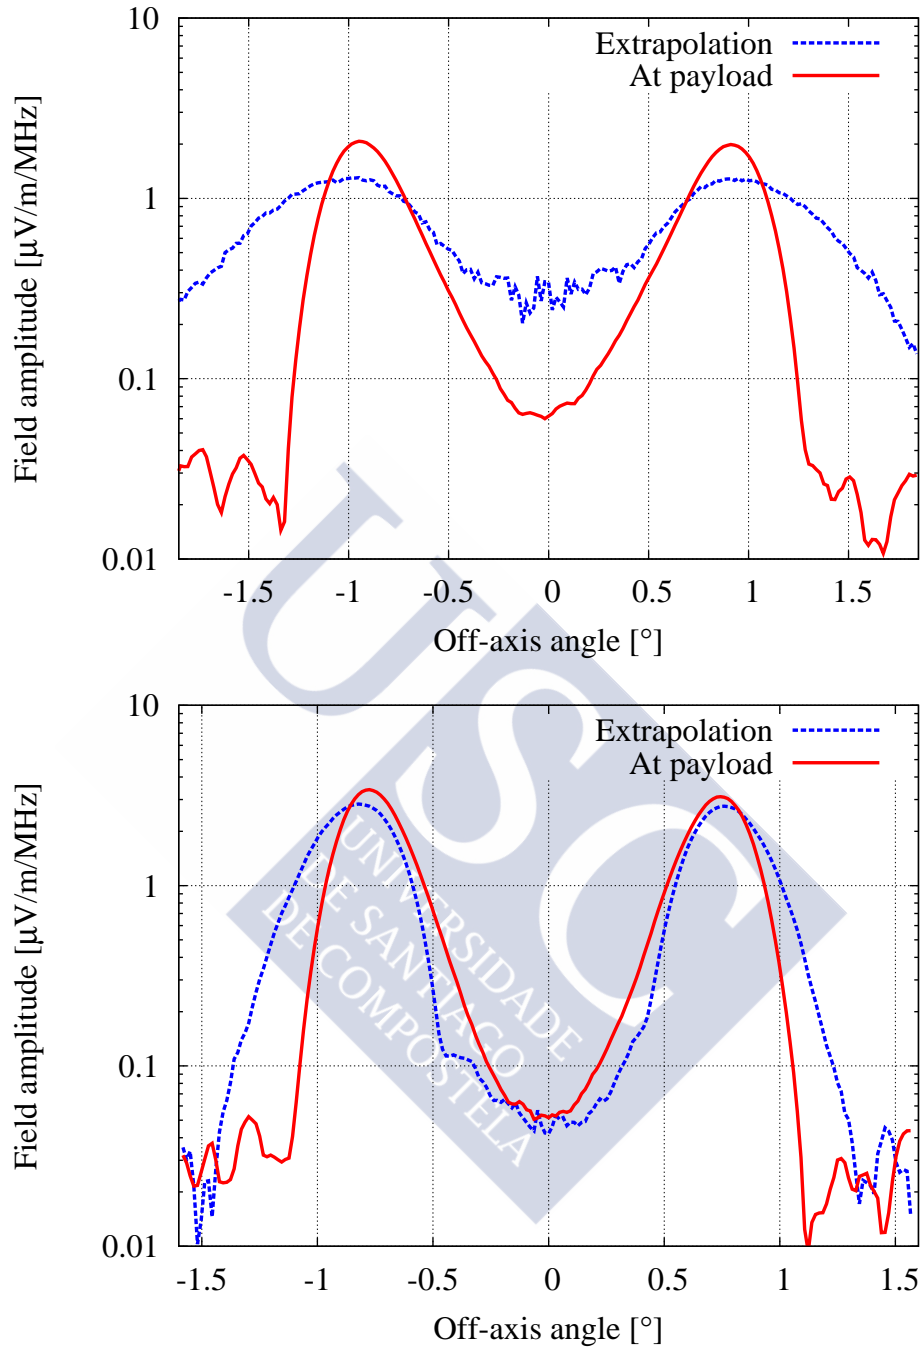 10
1
0.1
0.01
Field amplitude [μV/m/MHz]
Extrapolation
At payload
-1.5 -1 -0.5 0 0.5 1 1.5
Off-axis angle [°]
10
1
0.1
0.01
Field amplitude [μV/m/MHz]
Extrapolation
At payload
-1.5 -1 -0.5 0 0.5 1 1.5
Off-axis angle [°]
USC
UNIVERSIDADE
DE SANTIAGO
DE COMPOSTELA